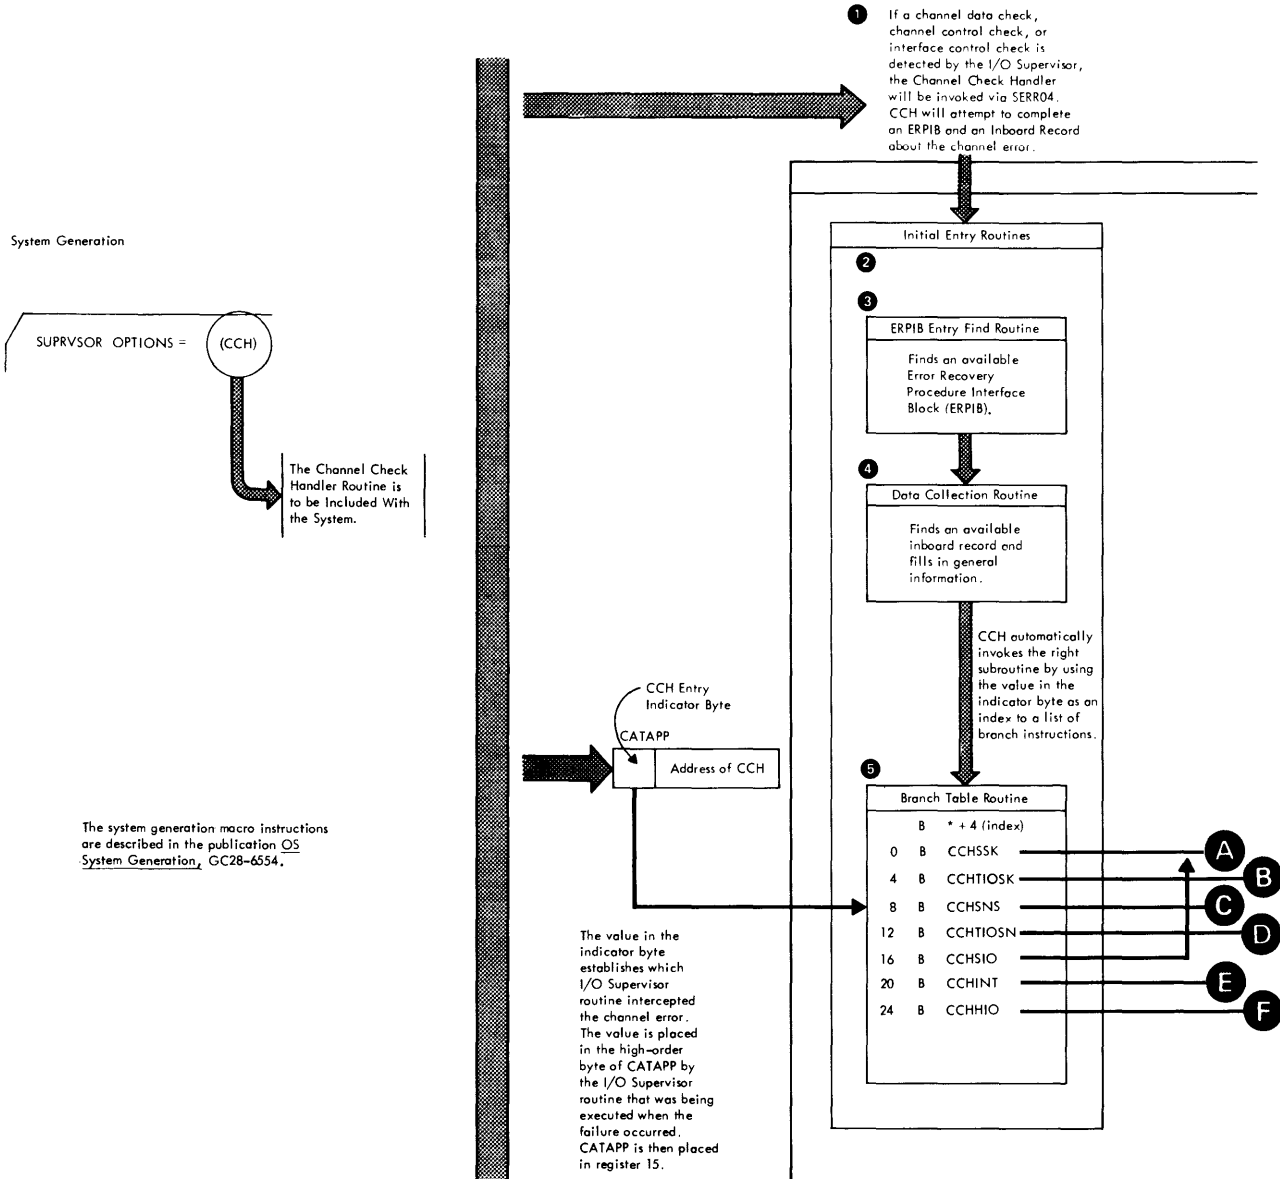 1
If a channel data check,
channel control check, or
interface control check is
detected by the I/O Supervisor,
the Channel Check Handler
will be invoked via SERR04.
CCH will attempt to complete
an ERPIB and an Inboard Record
about the channel error.
System Generation
SUPRVSOR OPTIONS = (CCH)
The Channel Check
Handler Routine is
to be Included With
the System.
The system generation macro instructions
are described in the publication OS
System Generation, GC28-6554.
Initial Entry Routines
2
3
ERPIB Entry Find Routine
Finds an available
Error Recovery
Procedure Interface
Block (ERPIB).
4
Data Collection Routine
Finds an available
inboard record and
fills in general
information.
CCH automatically
invokes the right
subroutine by using
the value in the
indicator byte as an
index to a list of
branch instructions.
CCH Entry
Indicator Byte
CATAPP
Address of CCH
The value in the
indicator byte
establishes which
I/O Supervisor
routine intercepted
the channel error.
The value is placed
in the high-order
byte of CATAPP by
the I/O Supervisor
routine that was being
executed when the
failure occurred.
CATAPP is then placed
in register 15.
5
Branch Table Routine
B * + 4 (index)
0 B CCHSSK A
4 B CCHTIOSK B
8 B CCHSNS C
12 B CCHTIOSN D
16 B CCHSIO
20 B CCHINT E
24 B CCHHIO F